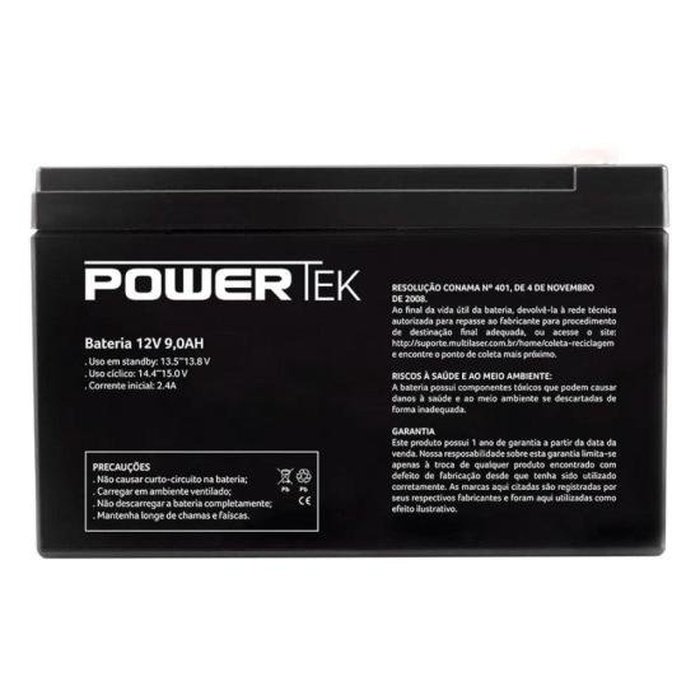 POWERTEK
Bateria 12V 9,0AH
. Uso em standby: 13.5~13.8 V
. Uso cíclico: 14.4~15.0 V
. Corrente inicial: 2.4A
PRECAUÇÕES
. Não causar curto-circuito na bateria;
. Carregar em ambiente ventilado;
. Não descarregar a bateria completamente;
. Mantenha longe de chamas e faíscas.
Pb Pb
CE
RESOLUÇÃO CONAMA Nº 401, DE 4 DE NOVEMBRO
DE 2008.
Ao final da vida útil da bateria, devolvê-la à rede técnica
autorizada para repasse ao fabricante para procedimento
de destinação final adequada, ou acesse o site:
http://suporte.multilaser.com.br/home/coleta-reciclagem
e encontre o ponto de coleta mais próximo.
RISCOS À SAÚDE E AO MEIO AMBIENTE:
A bateria possui componentes tóxicos que podem causar
danos à saúde e ao meio ambiente se descartadas de
forma inadequada.
GARANTIA
Este produto possui 1 ano de garantia a partir da data da
venda. Nossa resposabilidade sobre esta garantia limita-se
apenas à troca de qualquer produto encontrado com
defeito de fabricação desde que tenha sido utilizado
corretamente. As marcas aqui citadas são registradas por
seus respectivos fabricantes e foram aqui utilizadas como
efeito ilustrativo.